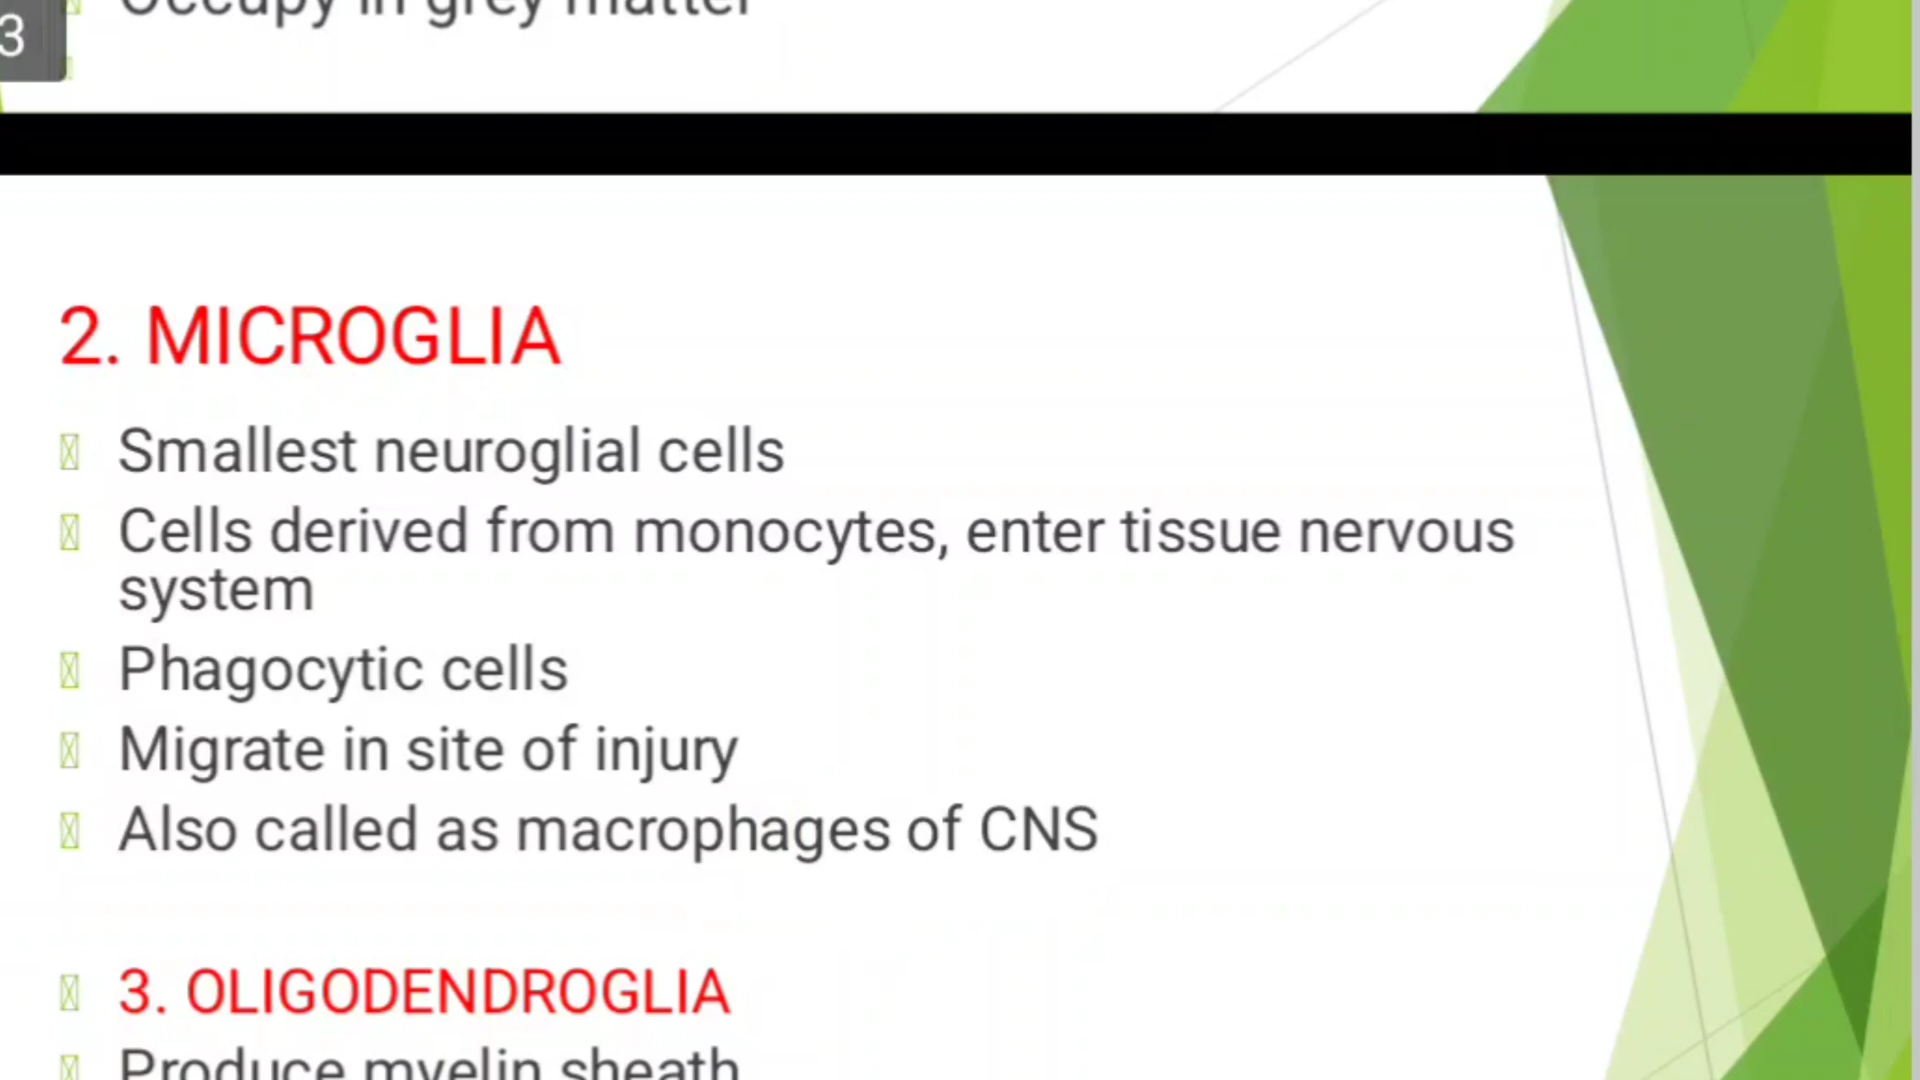 Occupy in grey matter
3
2. MICROGLIA
Smallest neuroglial cells
Cells derived from monocytes, enter tissue nervous
system
Phagocytic cells
Migrate in site of injury
Also called as macrophages of CNS
3. OLIGODENDROGLIA
Produce myelin sheath